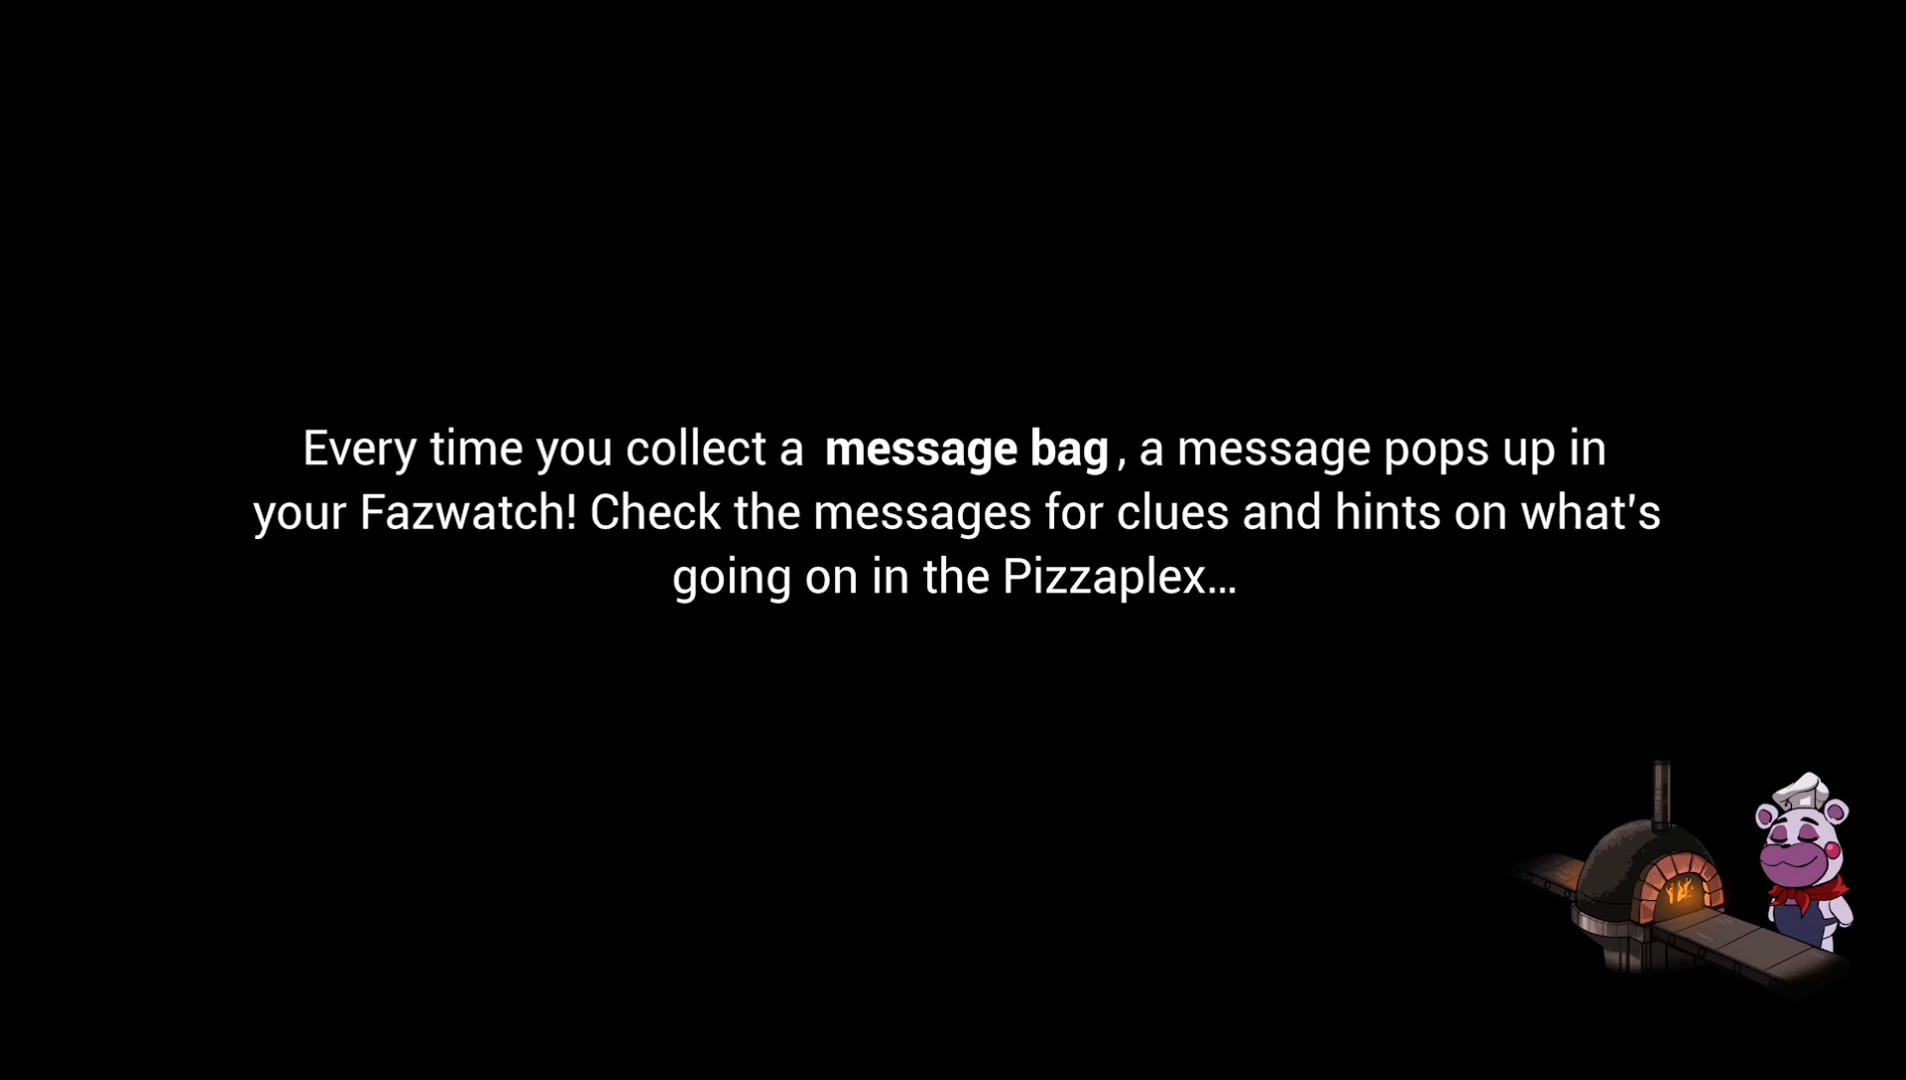 Every time you collect a message bag, a message pops up in
your Fazwatch! Check the messages for clues and hints on what's
going on in the Pizzaplex...